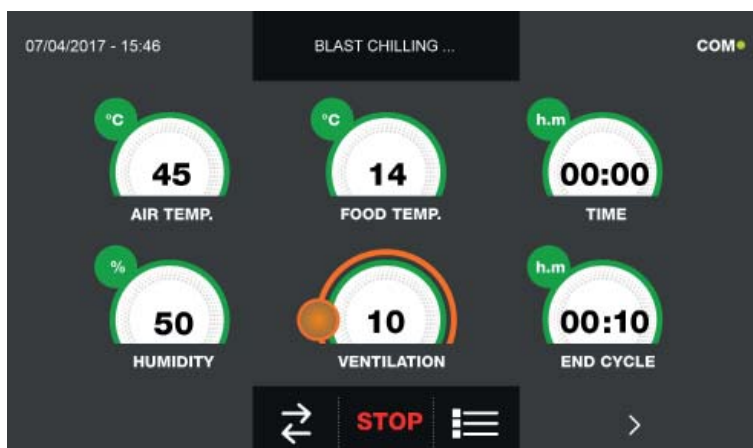 07/04/2017 - 15:46
BLAST CHILLING ...
COM
°C
45
AIR TEMP.
°C
14
FOOD TEMP.
h.m
00:00
TIME
%
50
HUMIDITY
10
VENTILATION
h.m
00:10
END CYCLE
STOP